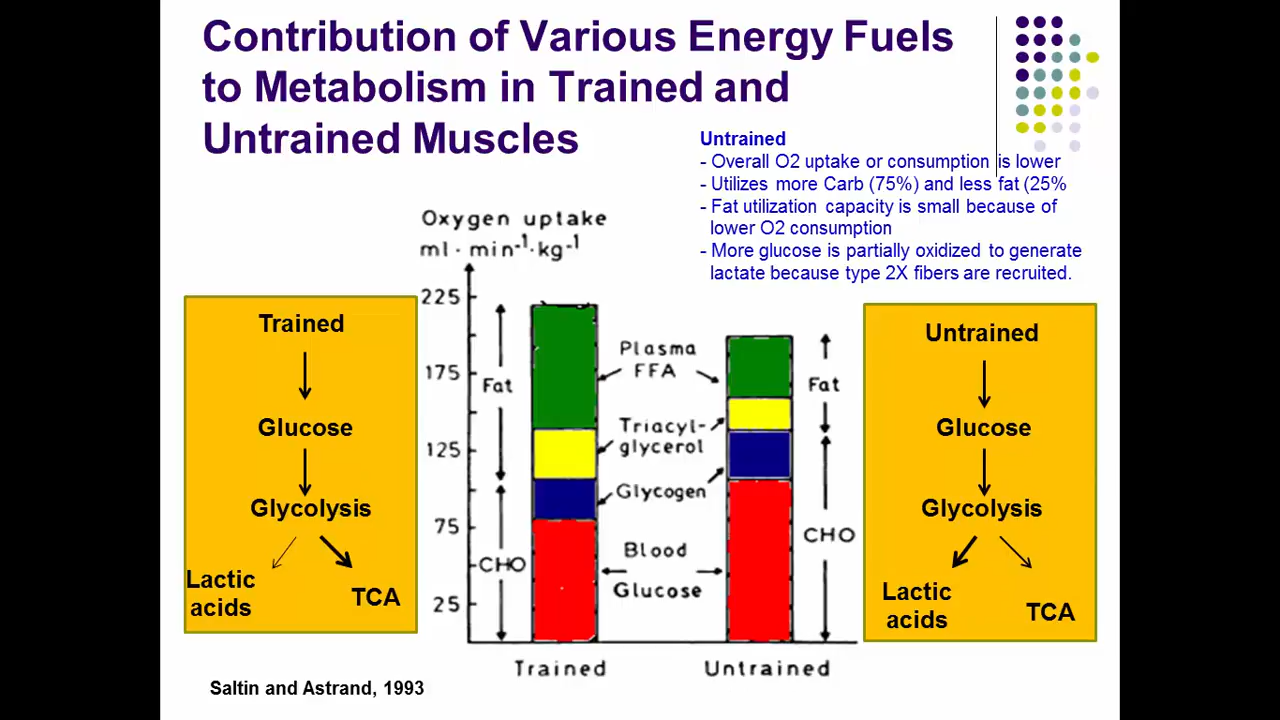 Contribution of Various Energy Fuels
to Metabolism in Trained and
Untrained Muscles
Untrained
- Overall O2 uptake or consumption is lower
- Utilizes more Carb (75%) and less fat (25%
- Fat utilization capacity is small because of
lower O2 consumption
- More glucose is partially oxidized to generate
lactate because type 2X fibers are recruited.
Trained
Glucose
Glycolysis
Lactic
acids
TCA
Oxygen uptake
ml·min⁻¹·kg⁻¹
225
175
125
75
25
Fat
CHO
Plasma
FFA
Triacyl-
glycerol
Glycogen
Blood
Glucose
Fat
CHO
Trained
Untrained
Untrained
Glucose
Glycolysis
Lactic
acids
TCA
Saltin and Astrand, 1993